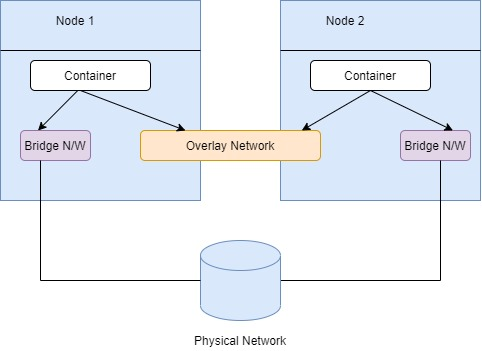 Node 1
Node 2
Container
Container
Bridge N/W
Overlay Network
Bridge N/W
Physical Network